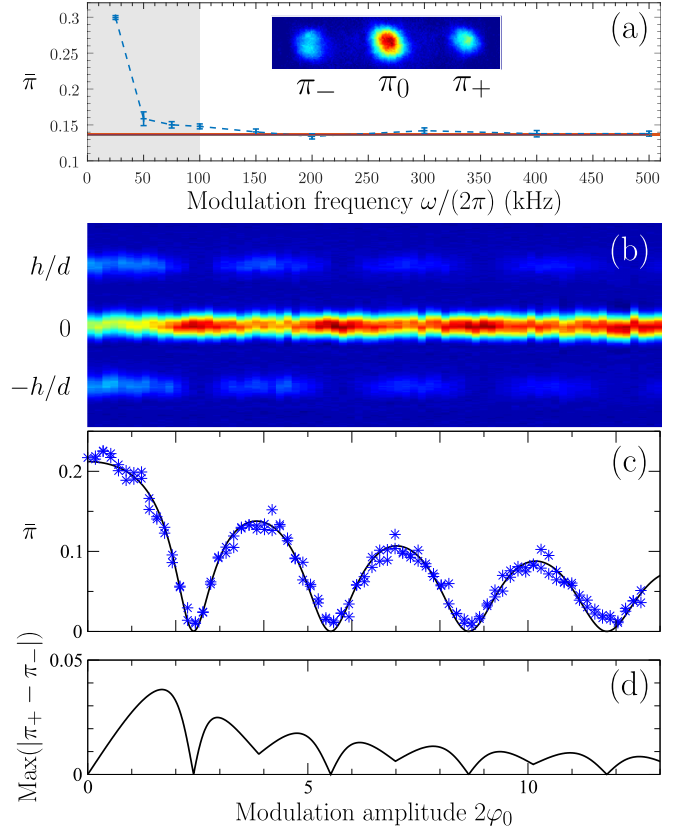 0.3
(a)
0.25
π̄
0.2
π₋ π₀ π₊
0.15
0.1
0 50 100 150 200 250 300 350 400 450 500
Modulation frequency ω/(2π) (kHz)
(b)
h/d
0
−h/d
(c)
0.2
π̄
0.1
0
0.05
(d)
Max(|π₊ − π₋|)
0
0 5 10
Modulation amplitude 2φ₀